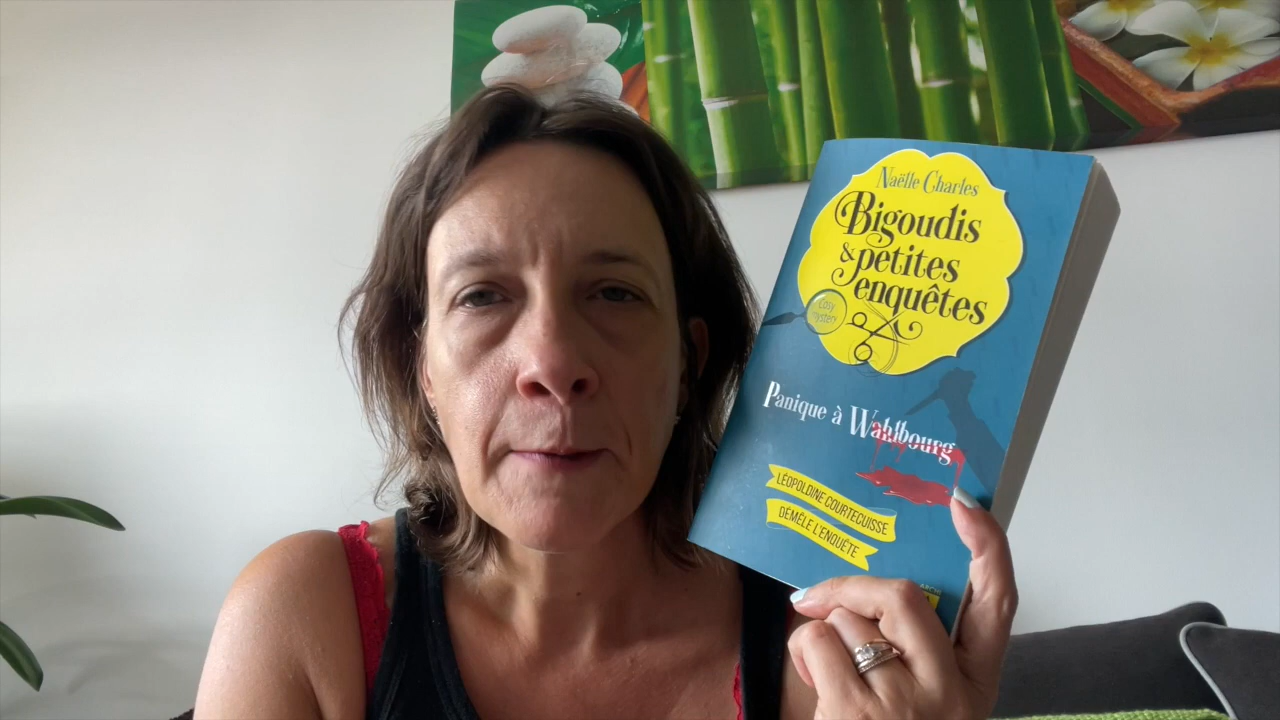 Naëlle Charles
Bigoudis
& petites
enquêtes
Cosy
mystery
Panique à Wahlbourg
LÉOPOLDINE COURTECUISSE
DÉMÊLE L'ENQUÊTE